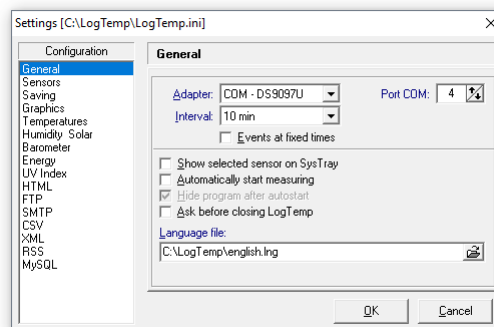 Settings [C:\LogTemp\LogTemp.ini]
Configuration
General
Sensors
Saving
Graphics
Temperatures
Humidity Solar
Barometer
Energy
UV Index
HTML
FTP
SMTP
CSV
XML
RSS
MySQL
General
Adapter: COM - DS9097U Port COM: 4
Interval: 10 min
Events at fixed times
Show selected sensor on SysTray
Automatically start measuring
Hide program after autostart
Ask before closing LogTemp
Language file:
C:\LogTemp\english.lng
OK Cancel